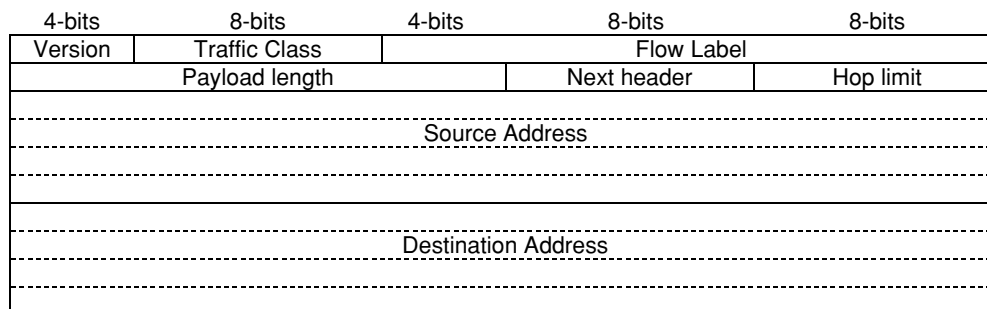 4-bits 8-bits 4-bits 8-bits 8-bits
Version Traffic Class Flow Label
Payload length Next header Hop limit
Source Address
Destination Address